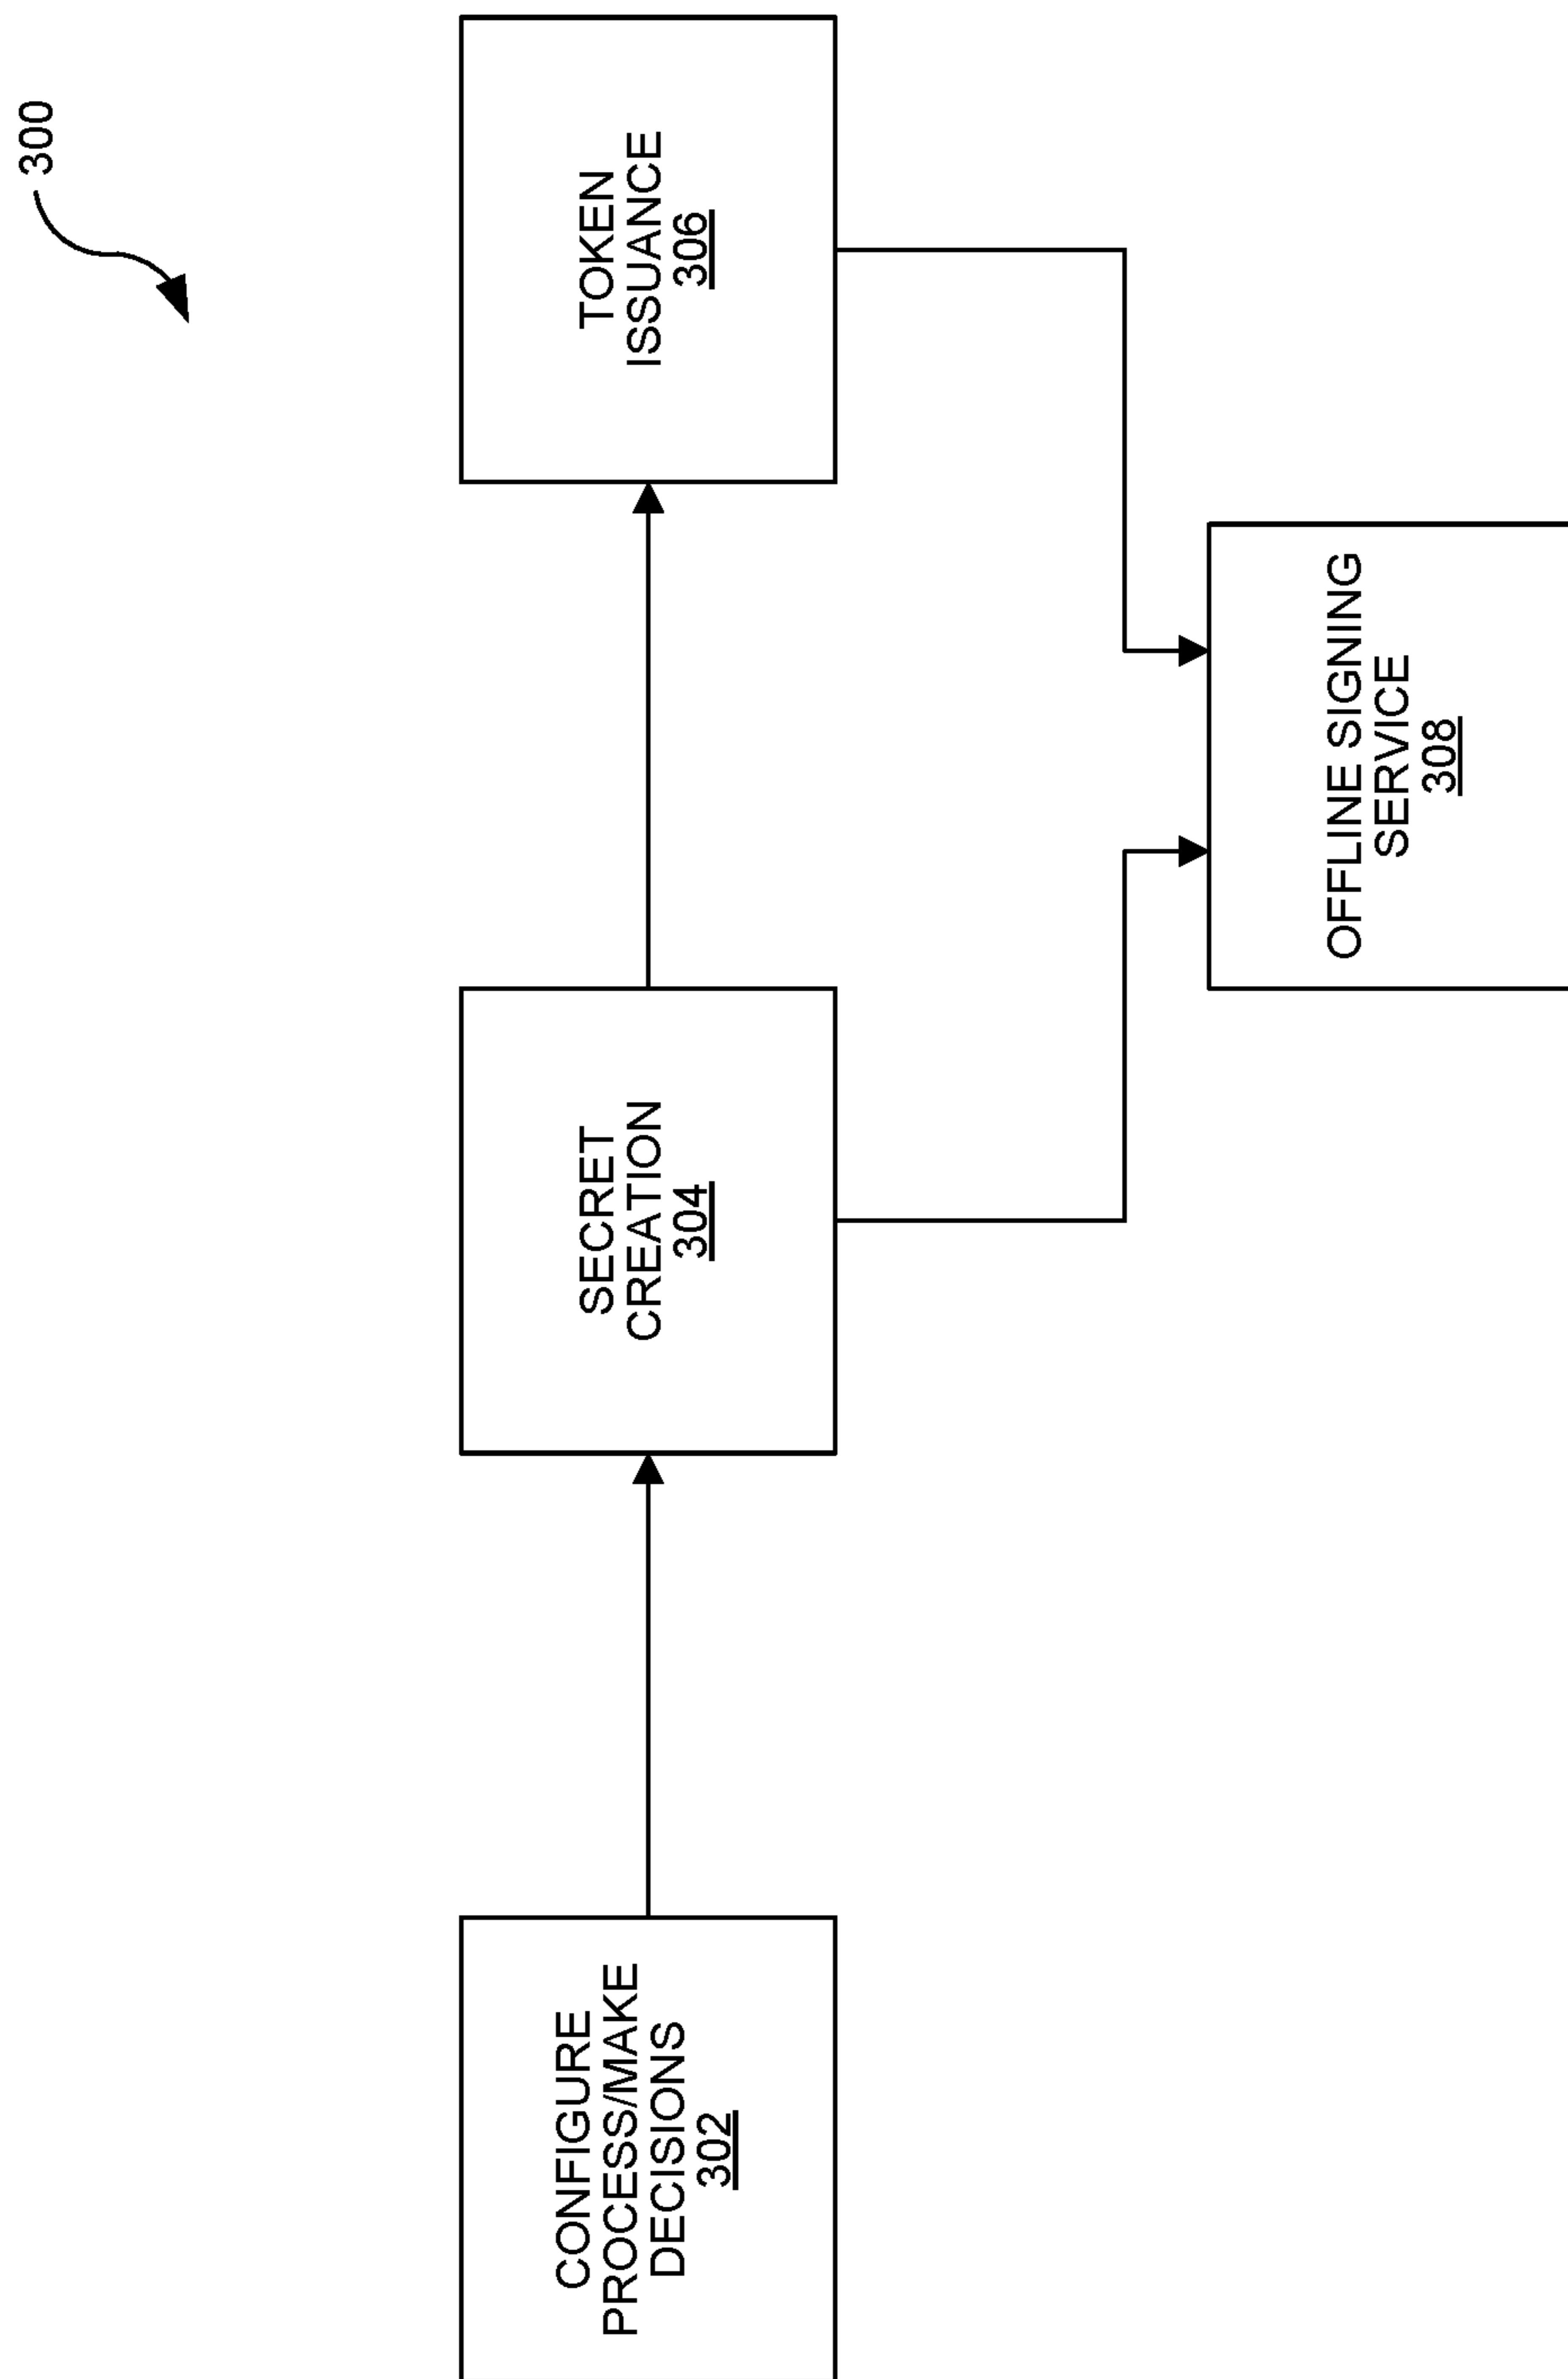 300
CONFIGURE
PROCESS/MAKE
DECISIONS
302
SECRET
CREATION
304
TOKEN
ISSUANCE
306
OFFLINE SIGNING
SERVICE
308